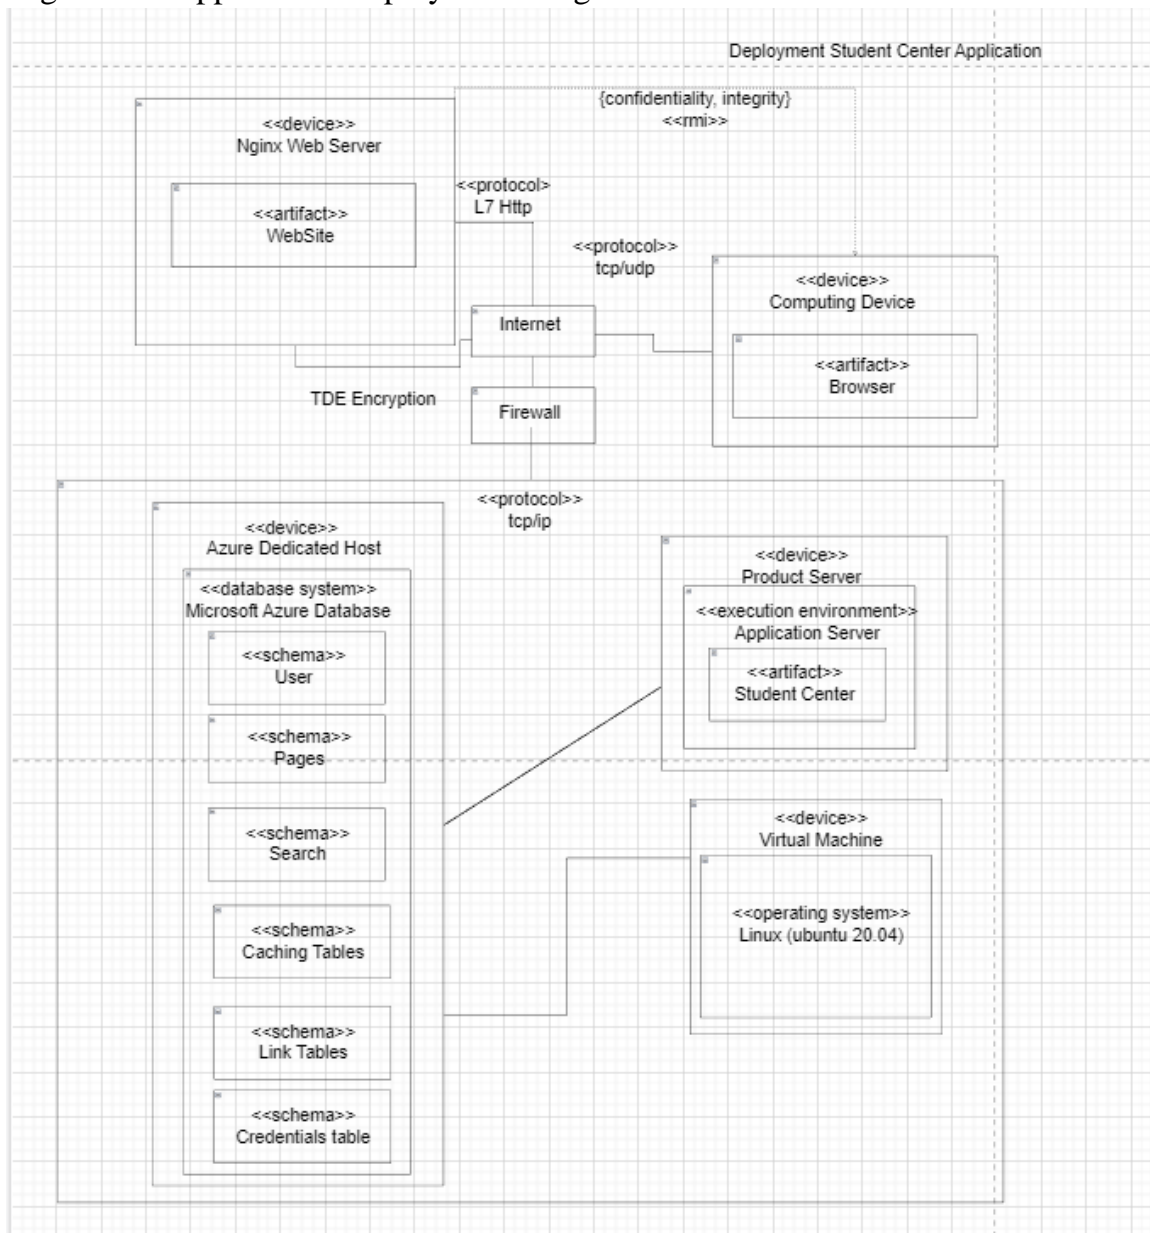 Deployment Student Center Application
{confidentiality, integrity}
<<rmi>>
<<device>>
Nginx Web Server
<<artifact>>
WebSite
<<protocol>
L7 Http
<<protocol>>
tcp/udp
<<device>>
Computing Device
<<artifact>>
Browser
Internet
TDE Encryption
Firewall
<<protocol>>
tcp/ip
<<device>>
Azure Dedicated Host
<<database system>>
Microsoft Azure Database
<<schema>>
User
<<schema>>
Pages
<<schema>>
Search
<<schema>>
Caching Tables
<<schema>>
Link Tables
<<schema>>
Credentials table
<<device>>
Product Server
<<execution environment>>
Application Server
<<artifact>>
Student Center
<<device>>
Virtual Machine
<<operating system>>
Linux (ubuntu 20.04)